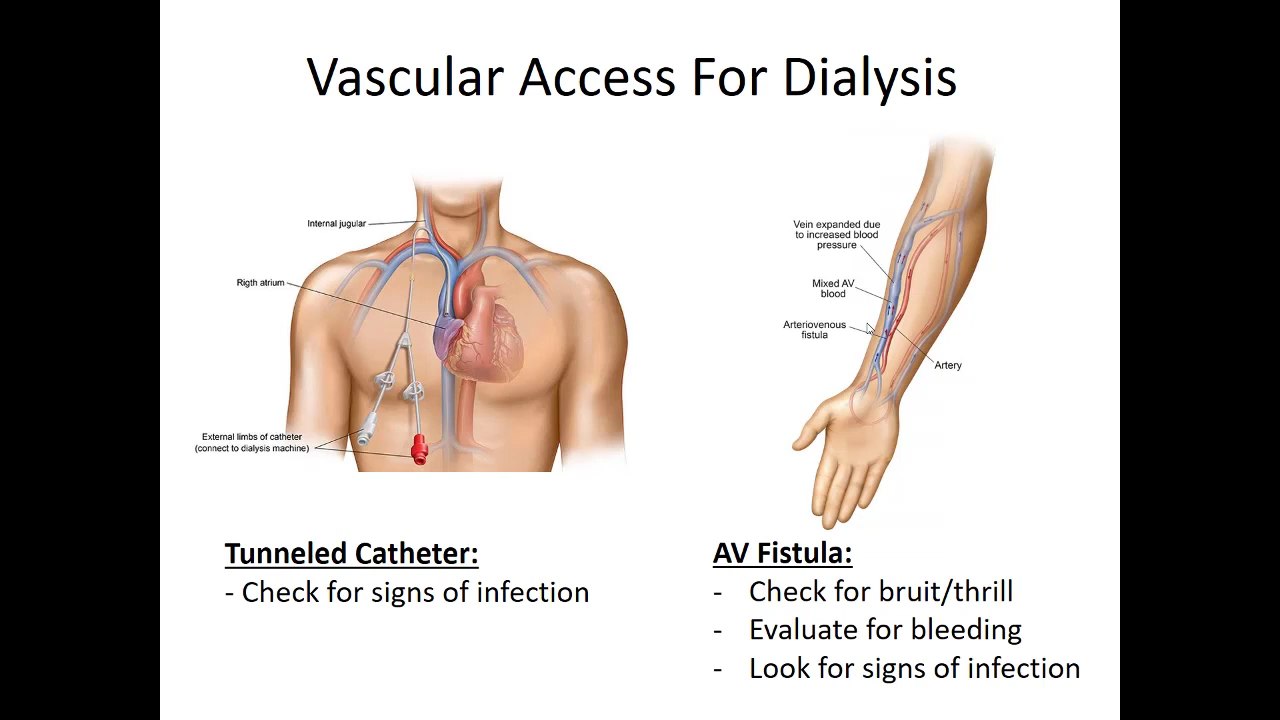 Vascular Access For Dialysis
Internal jugular
Rigth atrium
External limbs of catheter
(connect to dialysis machine)
Vein expanded due
to increased blood
pressure
Mixed AV
blood
Arteriovenous
fistula
Artery
Tunneled Catheter:
- Check for signs of infection
AV Fistula:
- Check for bruit/thrill
- Evaluate for bleeding
- Look for signs of infection